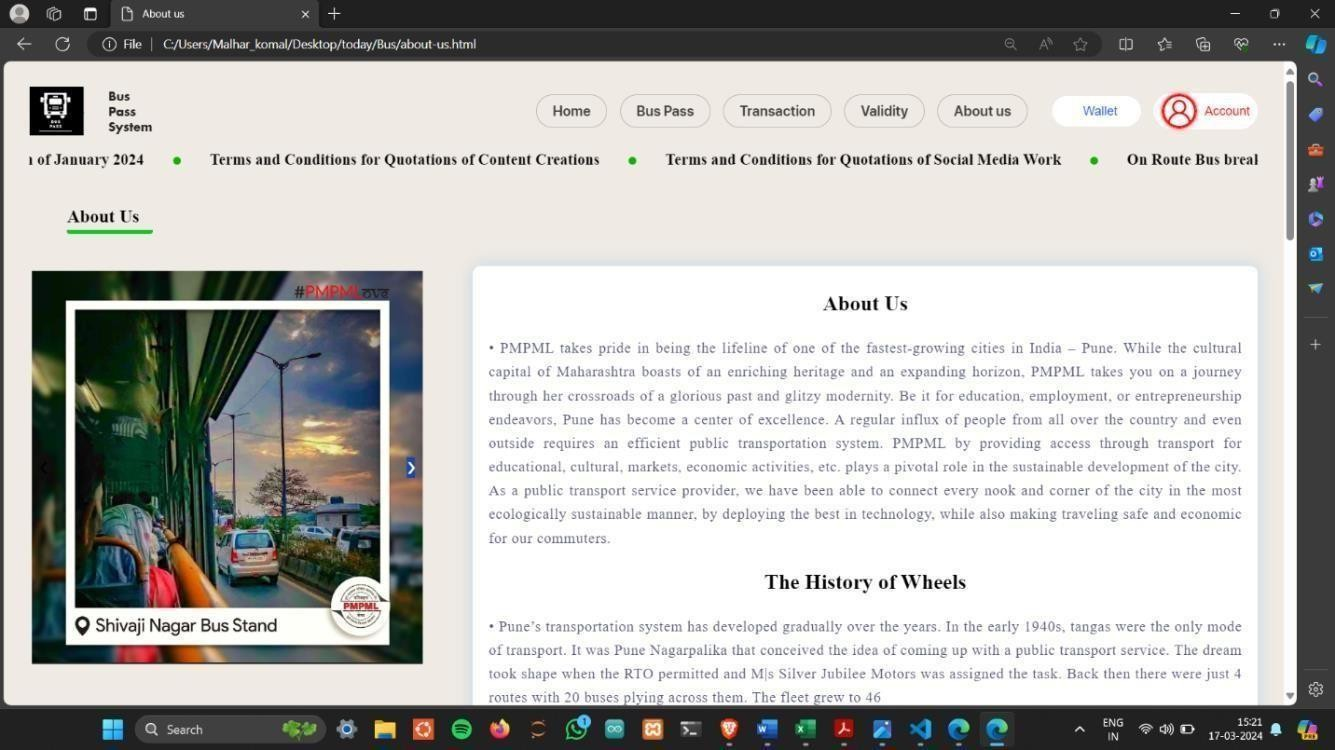 About us
File
C:/Users/Malhar_komal/Desktop/today/Bus/about-us.html
BUS
PASS
Bus
Pass
System
Home
Bus Pass
Transaction
Validity
About us
Wallet
Account
of January 2024 • Terms and Conditions for Quotations of Content Creations • Terms and Conditions for Quotations of Social Media Work • On Route Bus break
About Us
#PMPMLove
PMPML
Shivaji Nagar Bus Stand
About Us
• PMPML takes pride in being the lifeline of one of the fastest-growing cities in India – Pune. While the cultural
capital of Maharashtra boasts of an enriching heritage and an expanding horizon, PMPML takes you on a journey
through her crossroads of a glorious past and glitzy modernity. Be it for education, employment, or entrepreneurship
endeavors, Pune has become a center of excellence. A regular influx of people from all over the country and even
outside requires an efficient public transportation system. PMPML by providing access through transport for
educational, cultural, markets, economic activities, etc. plays a pivotal role in the sustainable development of the city.
As a public transport service provider, we have been able to connect every nook and corner of the city in the most
ecologically sustainable manner, by deploying the best in technology, while also making traveling safe and economic
for our commuters.
The History of Wheels
• Pune’s transportation system has developed gradually over the years. In the early 1940s, tangas were the only mode
of transport. It was Pune Nagarpalika that conceived the idea of coming up with a public transport service. The dream
took shape when the RTO permitted and M|s Silver Jubilee Motors was assigned the task. Back then there were just 4
routes with 20 buses plying across them. The fleet grew to 46
Search
1
ENG
IN
15:21
17-03-2024
PRE